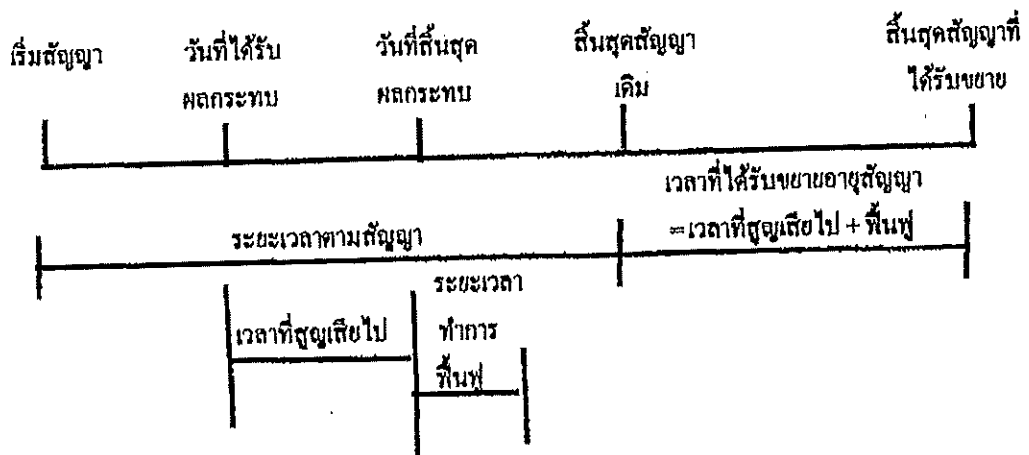 เริ่มสัญญา
วันที่ได้รับ
ผลกระทบ
วันที่สิ้นสุด
ผลกระทบ
สิ้นสุดสัญญา
เดิม
สิ้นสุดสัญญาที่
ได้รับขยาย
เวลาที่ได้รับขยายอายุสัญญา
=เวลาที่สูญเสียไป + ฟื้นฟู
ระยะเวลาตามสัญญา
เวลาที่สูญเสียไป
ระยะเวลา
ทำการ
ฟื้นฟู